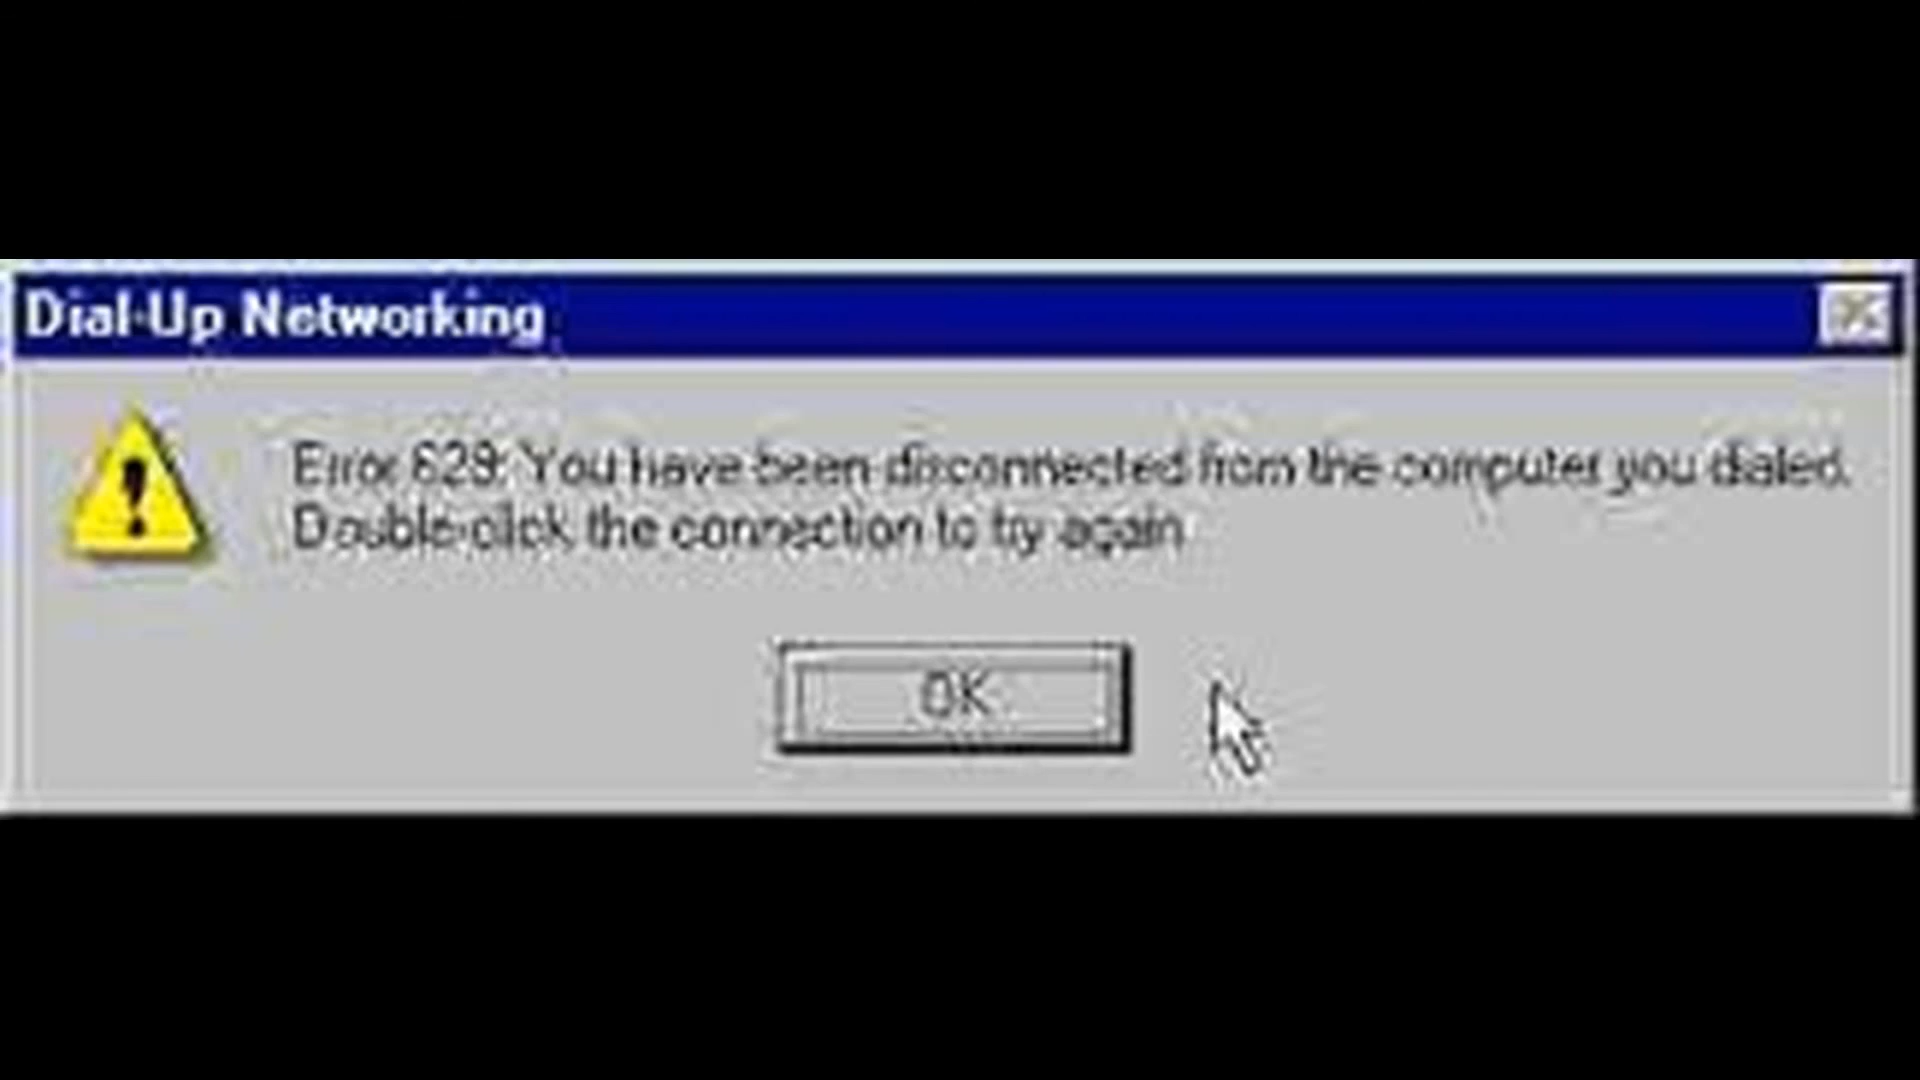 Dial-Up Networking
Error 629: You have been disconnected from the computer you dialed.
Double-click the connection to try again.
OK